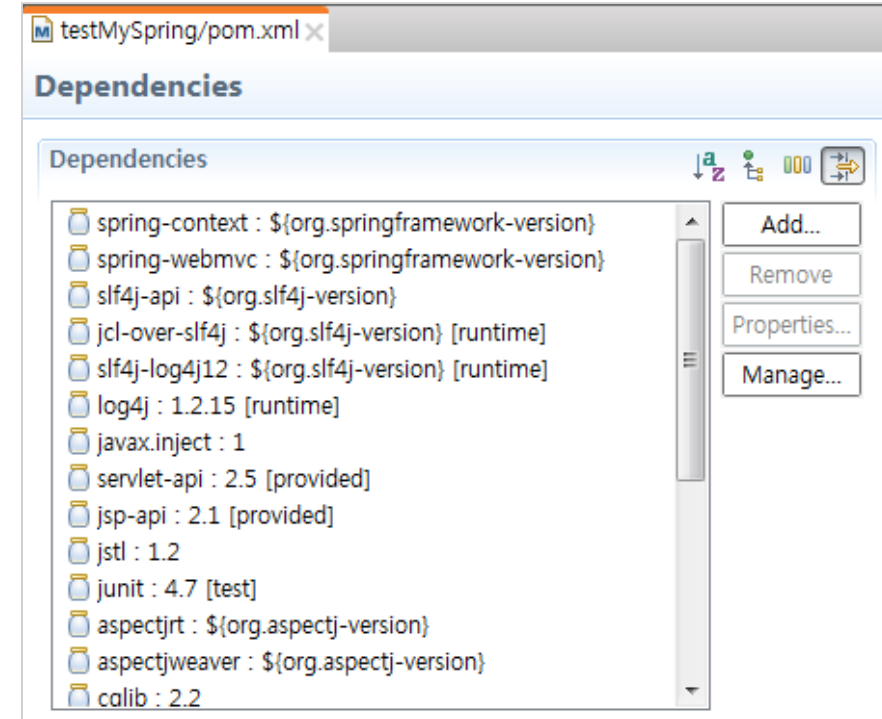 testMySpring/pom.xml
Dependencies
Dependencies
spring-context : ${org.springframework-version}
spring-webmvc : ${org.springframework-version}
slf4j-api : ${org.slf4j-version}
jcl-over-slf4j : ${org.slf4j-version} [runtime]
slf4j-log4j12 : ${org.slf4j-version} [runtime]
log4j : 1.2.15 [runtime]
javax.inject : 1
servlet-api : 2.5 [provided]
jsp-api : 2.1 [provided]
jstl : 1.2
junit : 4.7 [test]
aspectjrt : ${org.aspectj-version}
aspectjweaver : ${org.aspectj-version}
cglib : 2.2
Add...
Remove
Properties...
Manage...